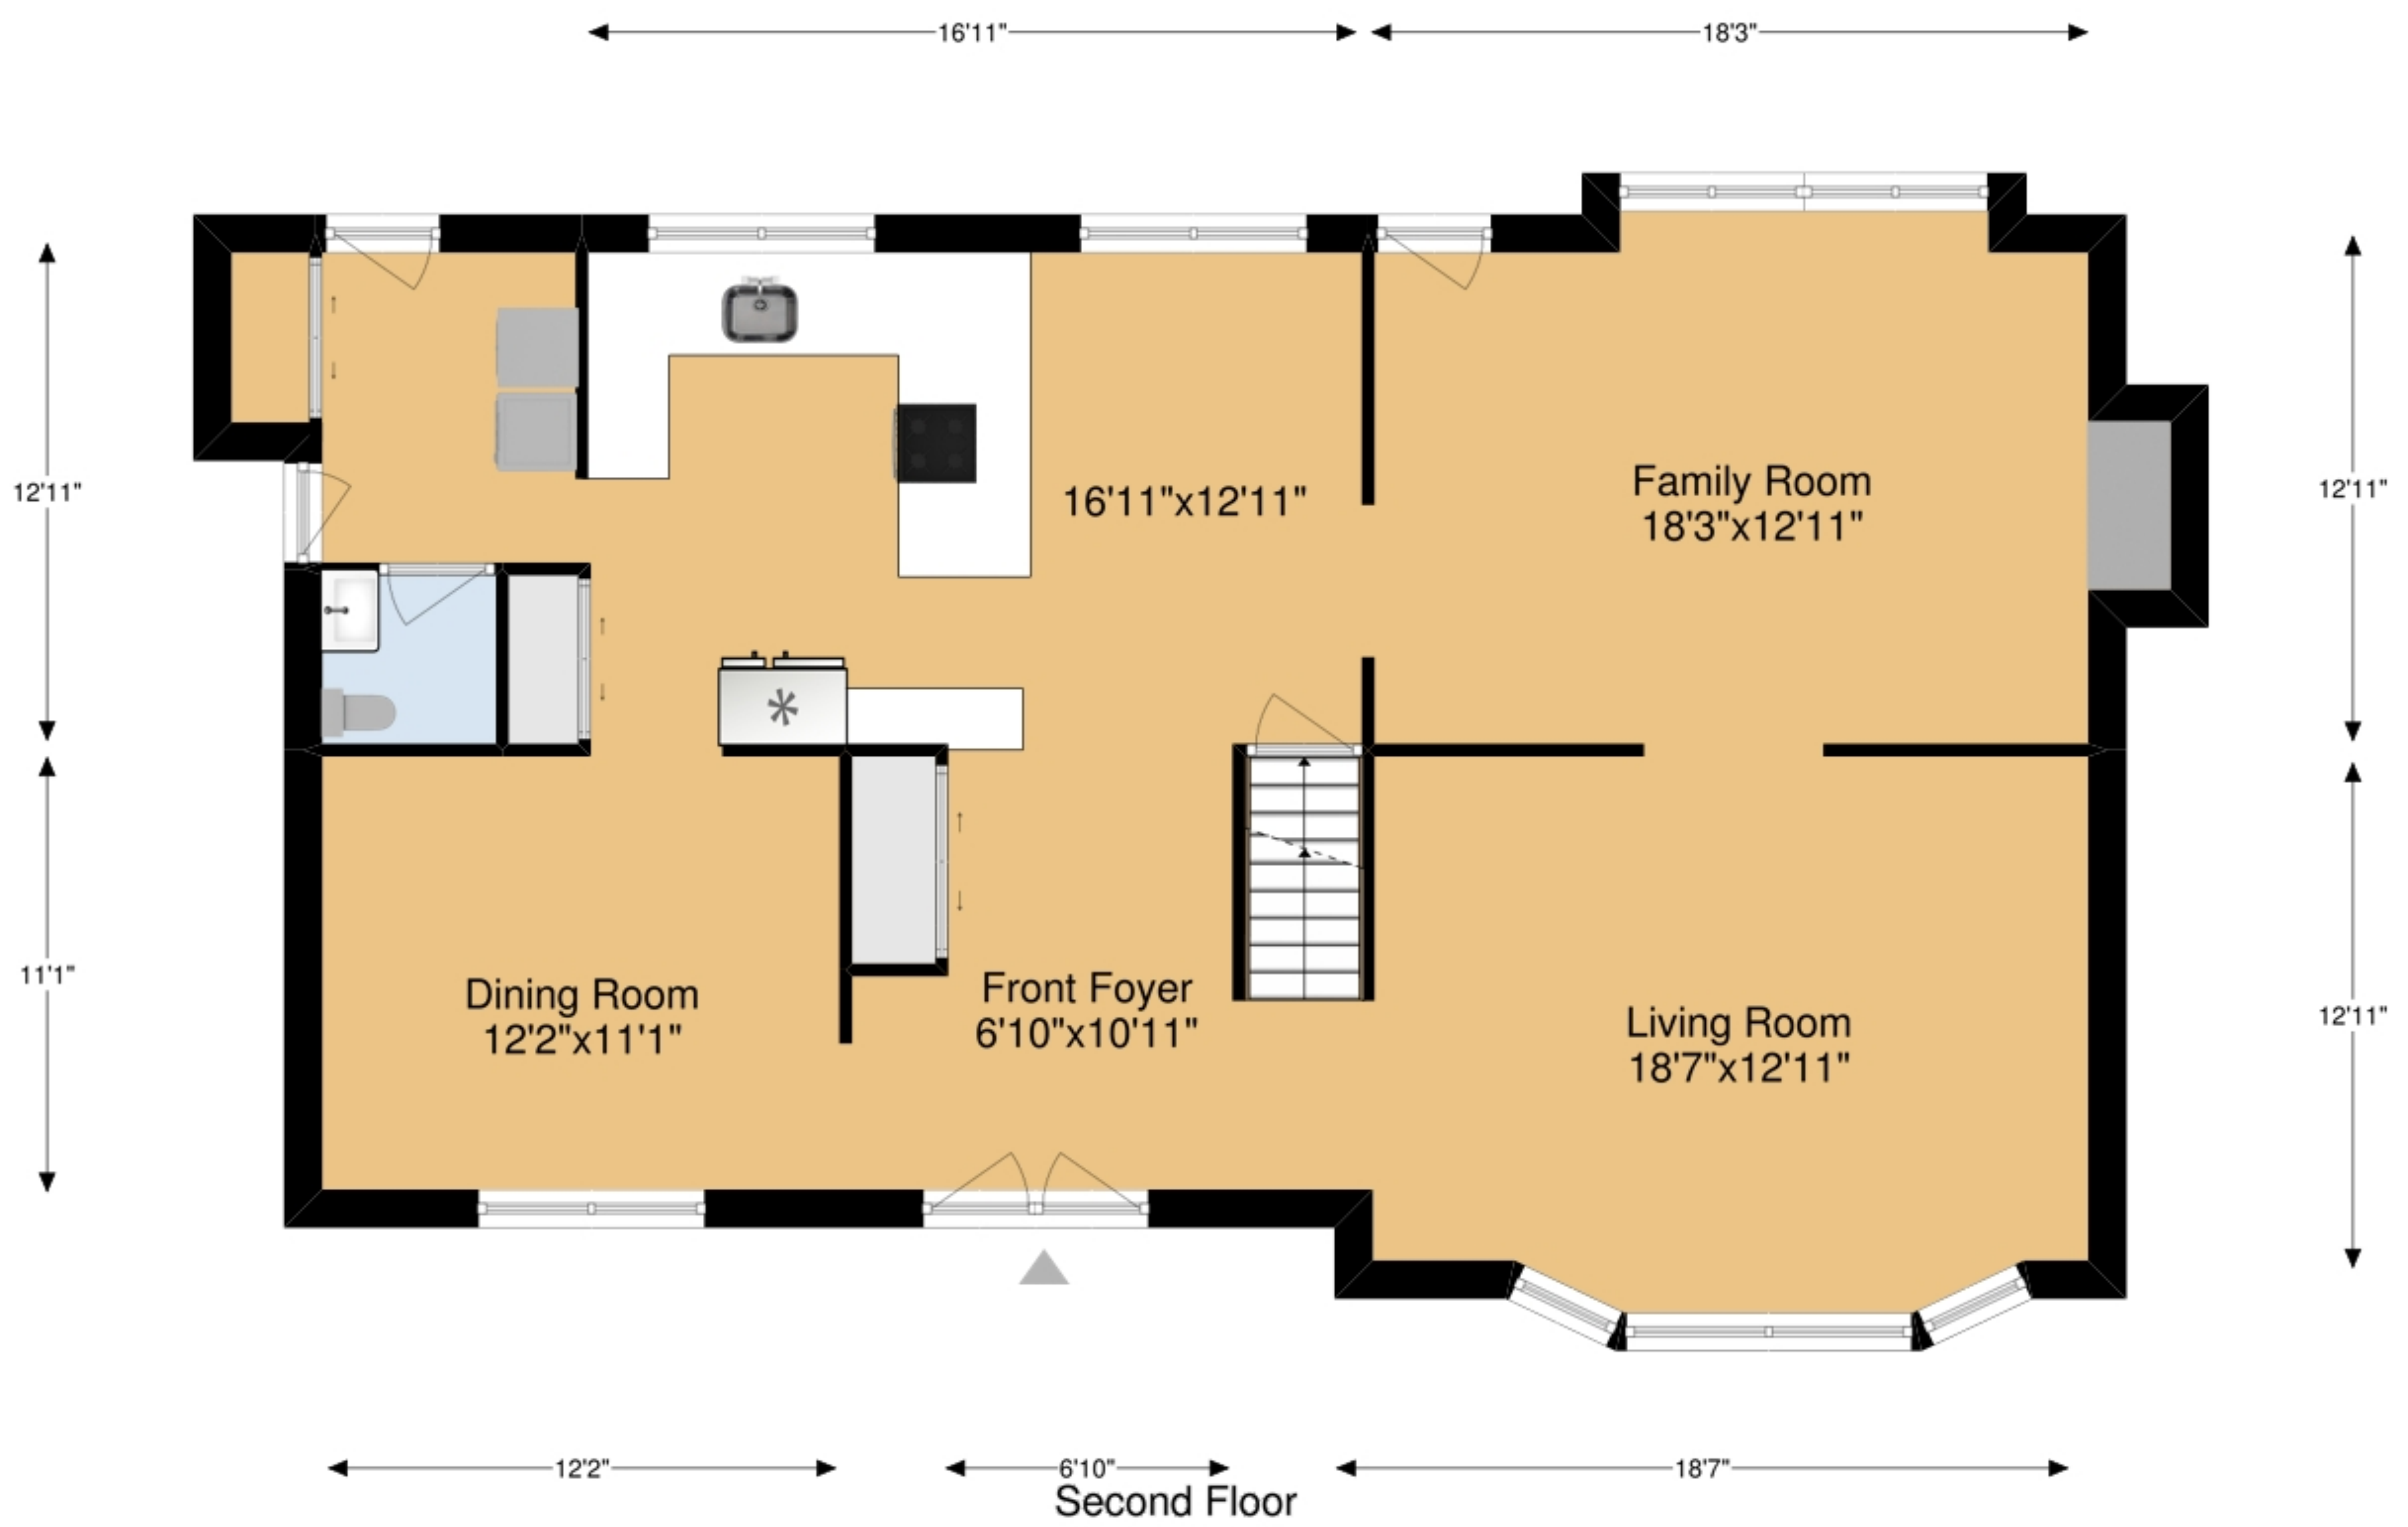 16'11"
18'3"
12'11"
12'11"
16'11"x12'11"
Family Room
18'3"x12'11"
11'1"
12'11"
Dining Room
12'2"x11'1"
Front Foyer
6'10"x10'11"
Living Room
18'7"x12'11"
12'2"
6'10"
18'7"
Second Floor